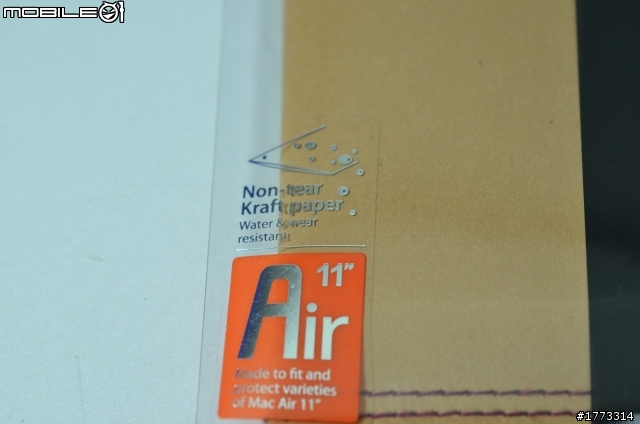 MOBILE01
Non-tear
Kraft paper
Water & wear
resistant
11"
Air
Made to fit and
protect varieties
of Mac Air 11"
#1773314